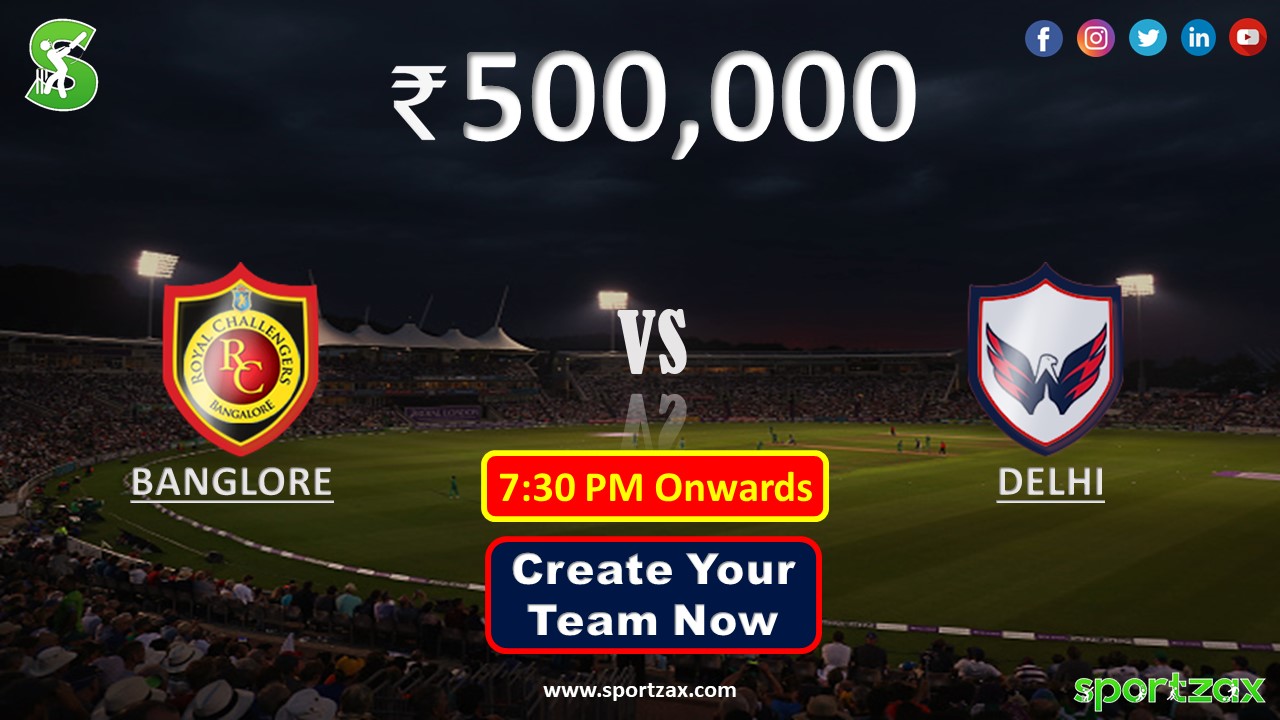 ₹500,000
ROYAL CHALLENGERS
RC
BANGALORE
VS
BANGLORE
DELHI
7:30 PM Onwards
Create Your
Team Now
www.sportzax.com
sportzax